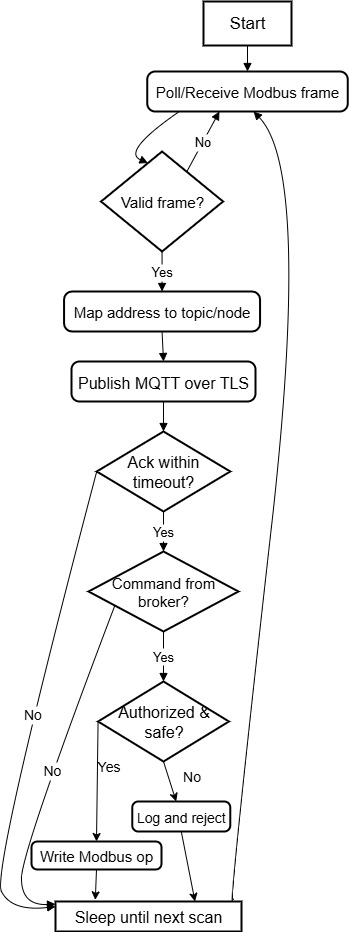 Start
Poll/Receive Modbus frame
No
Valid frame?
Yes
Map address to topic/node
Publish MQTT over TLS
Ack within
timeout?
Yes
Command from
broker?
Yes
Authorized &
safe?
No
No
Yes
No
Log and reject
Write Modbus op
Sleep until next scan